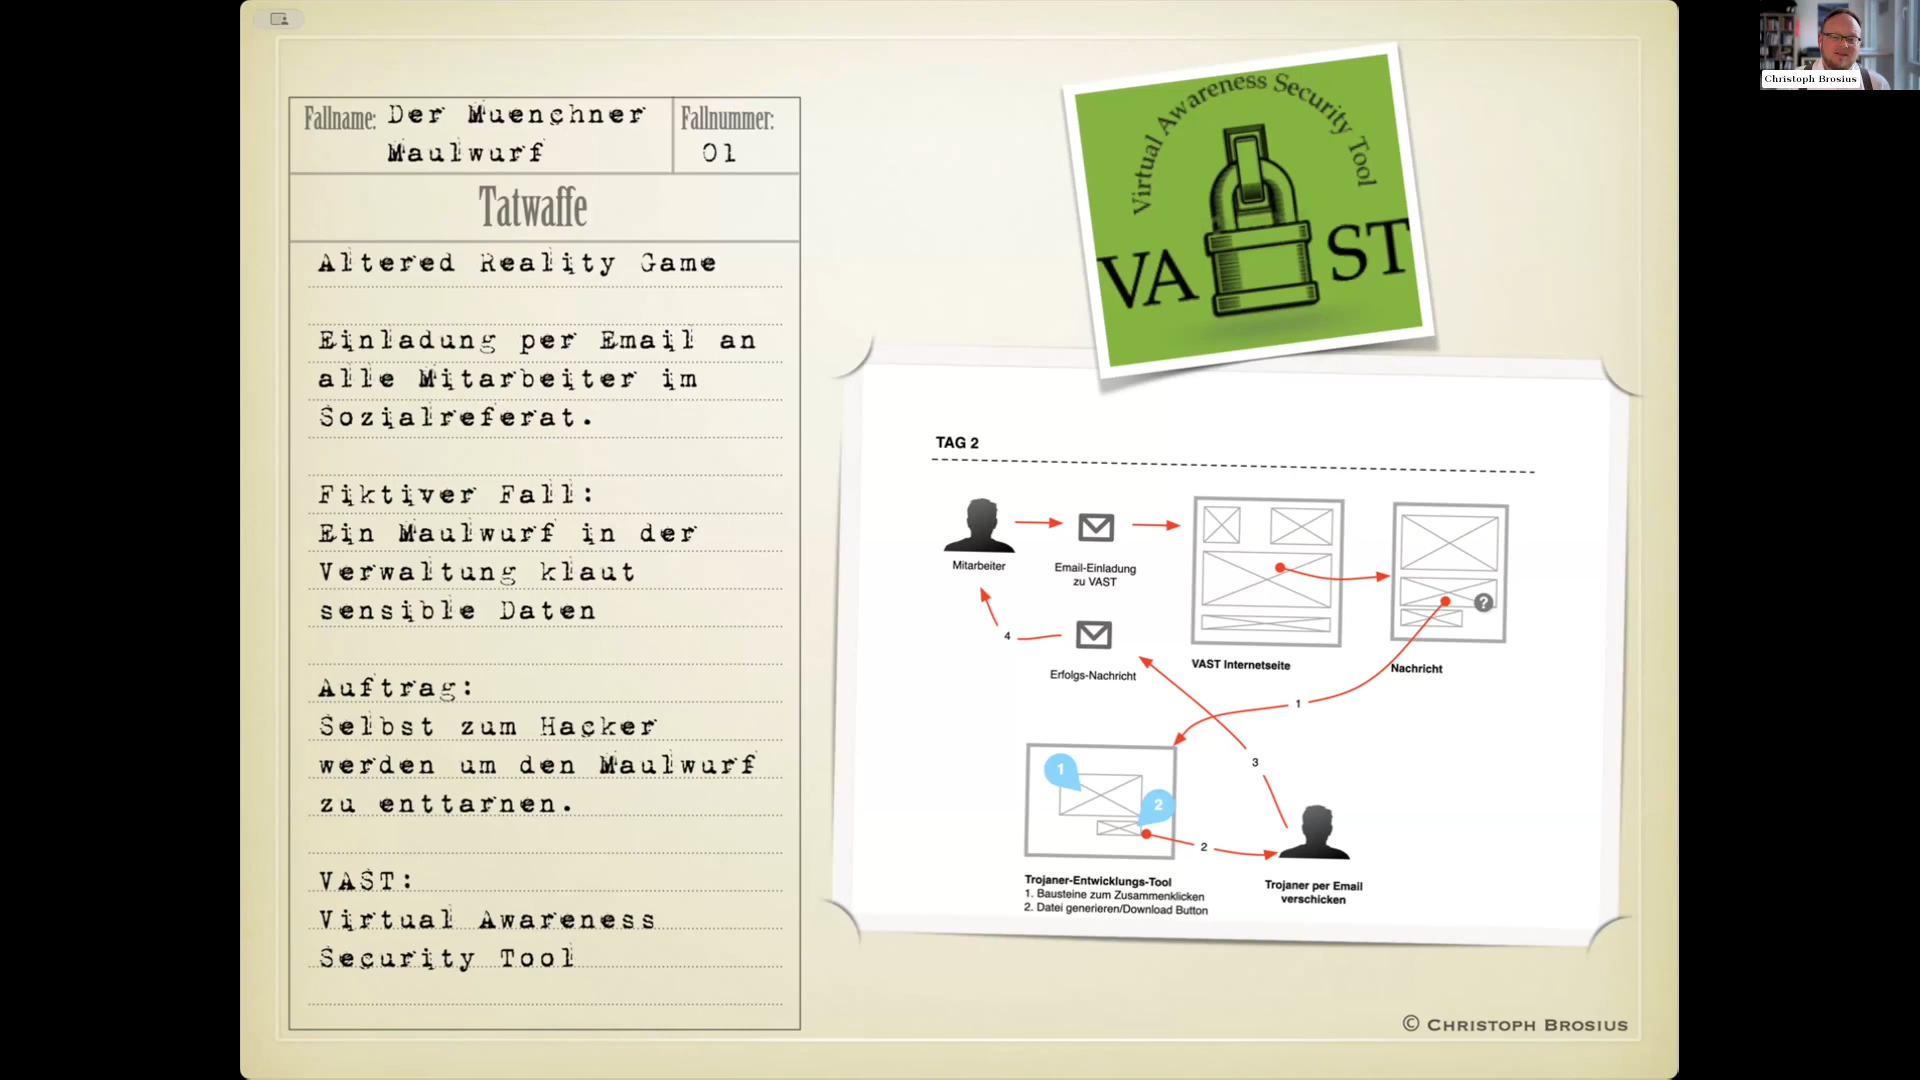 Christoph Brosius
Fallname: Der Muenchner
Maulwurf
Fallnummer:
01
Tatwaffe
Altered Reality Game
Einladung per Email an
alle Mitarbeiter im
Sozialreferat.
Fiktiver Fall:
Ein Maulwurf in der
Verwaltung klaut
sensible Daten
Auftrag:
Selbst zum Hacker
werden um den Maulwurf
zu enttarnen.
VAST:
Virtual Awareness
Security Tool
Virtual Awareness Security Tool
VA ST
TAG 2
Mitarbeiter
Email-Einladung
zu VAST
?
4
Erfolgs-Nachricht
VAST Internetseite
Nachricht
1
3
1
2
2
Trojaner-Entwicklungs-Tool
1. Bausteine zum Zusammenklicken
2. Datei generieren/Download Button
Trojaner per Email
verschicken
© Christoph Brosius